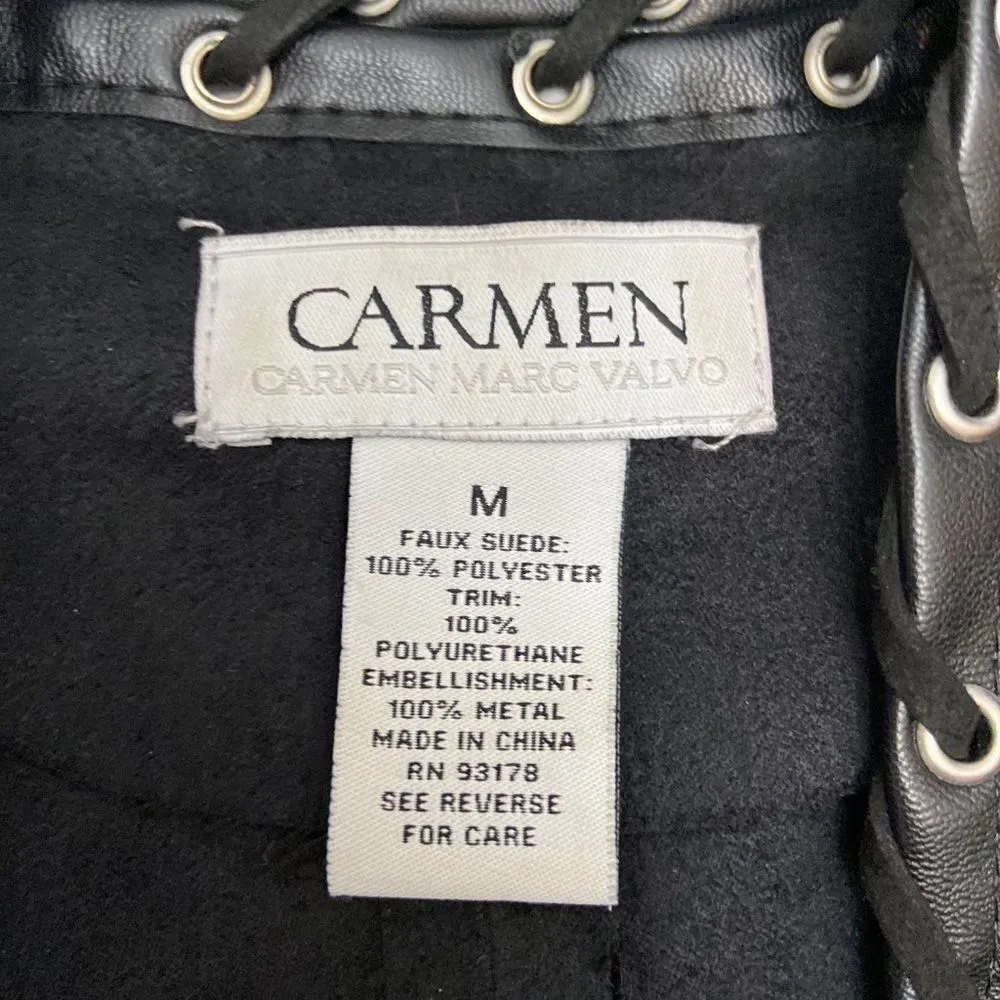 CARMEN
CARMEN MARC VALVO
M
FAUX SUEDE:
100% POLYESTER
TRIM:
100%
POLYURETHANE
EMBELLISHMENT:
100% METAL
MADE IN CHINA
RN 93178
SEE REVERSE
FOR CARE